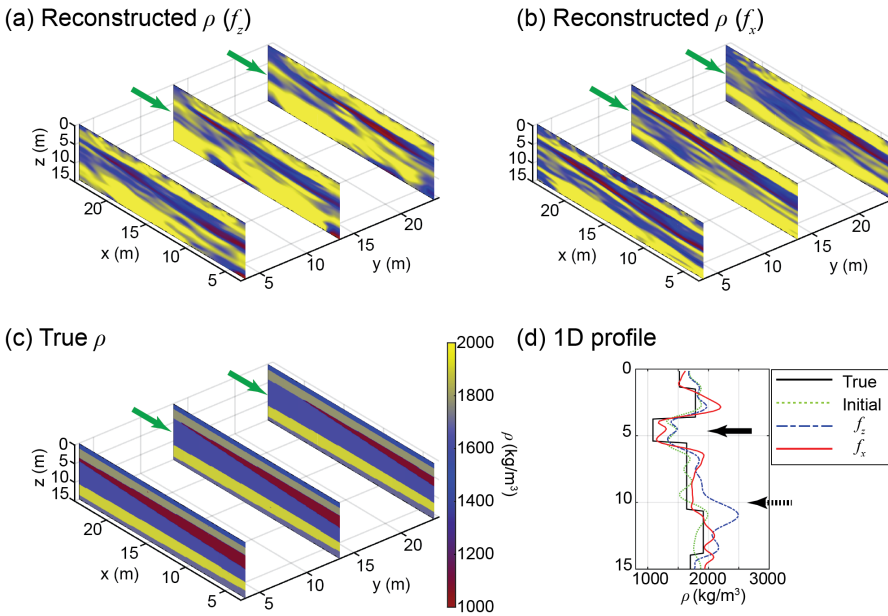 (a) Reconstructed ρ (f_z)
(b) Reconstructed ρ (f_x)
z (m)
0
5
10
15
20
15
10
5
x (m)
5
10
15
20
y (m)
z (m)
0
5
10
15
20
15
10
5
x (m)
5
10
15
20
y (m)
(c) True ρ
(d) 1D profile
z (m)
0
5
10
15
20
15
10
5
x (m)
5
10
15
20
y (m)
2000
1800
1600
1400
1200
1000
ρ (kg/m³)
0
5
10
15
1000
2000
3000
ρ (kg/m³)
True
Initial
f_z
f_x